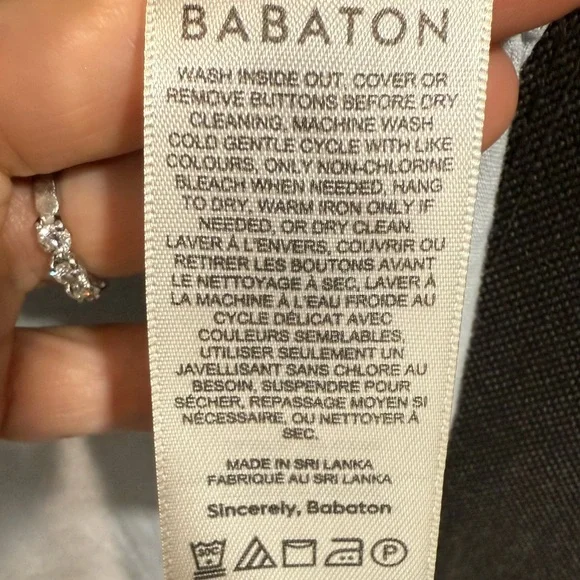 BABATON
WASH INSIDE OUT, COVER OR
REMOVE BUTTONS BEFORE DRY
CLEANING, MACHINE WASH
COLD GENTLE CYCLE WITH LIKE
COLOURS, ONLY NON-CHLORINE
BLEACH WHEN NEEDED, HANG
TO DRY, WARM IRON ONLY IF
NEEDED, OR DRY CLEAN.
LAVER À L'ENVERS, COUVRIR OU
RETIRER LES BOUTONS AVANT
LE NETTOYAGE À SEC, LAVER À
LA MACHINE À L'EAU FROIDE AU
CYCLE DÉLICAT AVEC
COULEURS SEMBLABLES,
UTILISER SEULEMENT UN
JAVELLISANT SANS CHLORE AU
BESOIN, SUSPENDRE POUR
SÉCHER, REPASSAGE MOYEN SI
NÉCESSAIRE, OU NETTOYER À
SEC.
MADE IN SRI LANKA
FABRIQUÉ AU SRI LANKA
Sincerely, Babaton
30C P